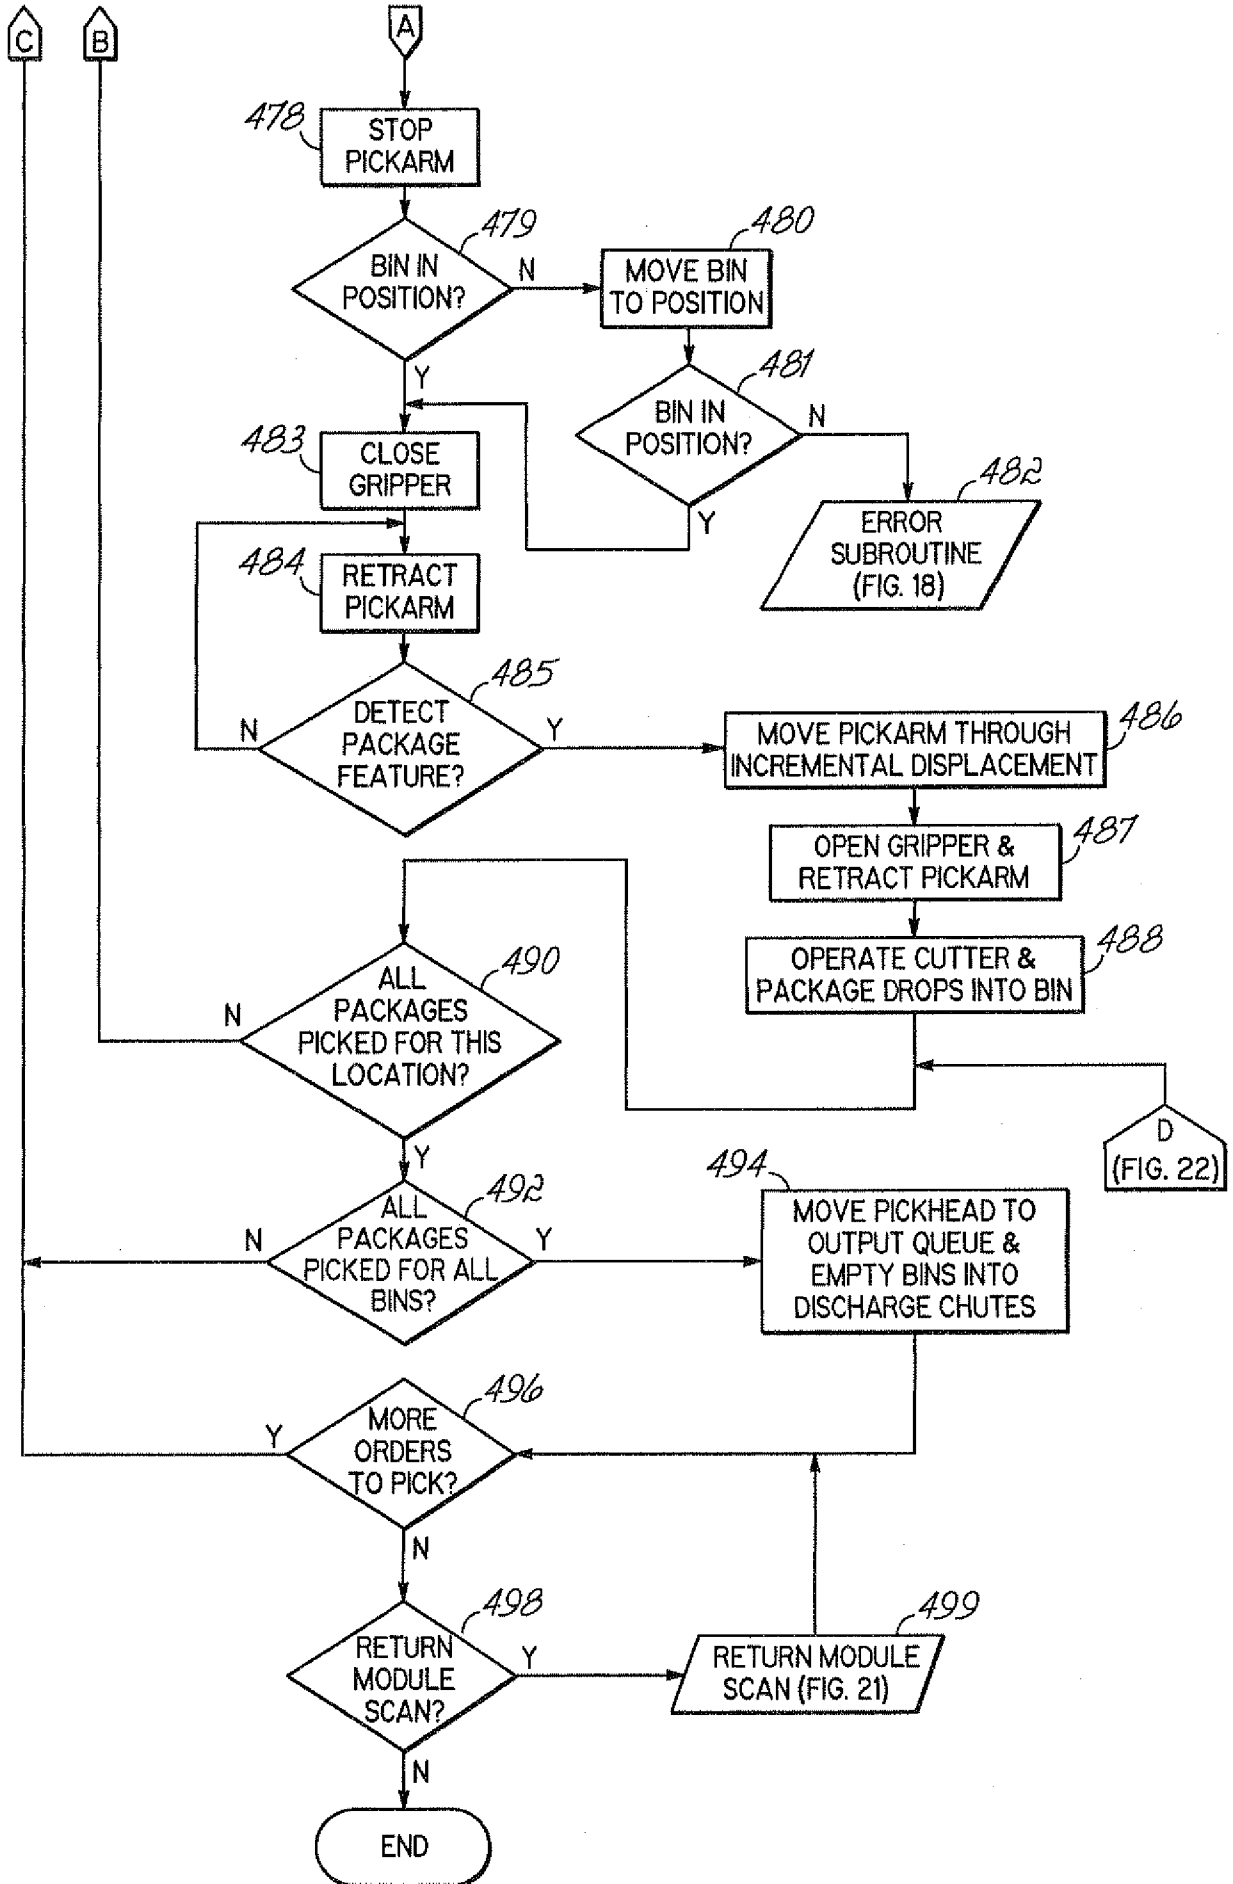 C
B
A
478
STOP
PICKARM
479
BIN IN
POSITION?
N
480
MOVE BIN
TO POSITION
Y
481
BIN IN
POSITION?
N
483
CLOSE
GRIPPER
Y
482
ERROR
SUBROUTINE
(FIG. 18)
484
RETRACT
PICKARM
485
DETECT
PACKAGE
FEATURE?
N
Y
486
MOVE PICKARM THROUGH
INCREMENTAL DISPLACEMENT
487
OPEN GRIPPER &
RETRACT PICKARM
488
OPERATE CUTTER &
PACKAGE DROPS INTO BIN
490
ALL
PACKAGES
PICKED FOR THIS
LOCATION?
N
Y
D
(FIG. 22)
492
ALL
PACKAGES
PICKED FOR ALL
BINS?
N
Y
494
MOVE PICKHEAD TO
OUTPUT QUEUE &
EMPTY BINS INTO
DISCHARGE CHUTES
496
MORE
ORDERS
TO PICK?
Y
N
498
RETURN
MODULE
SCAN?
Y
499
RETURN MODULE
SCAN (FIG. 21)
N
END